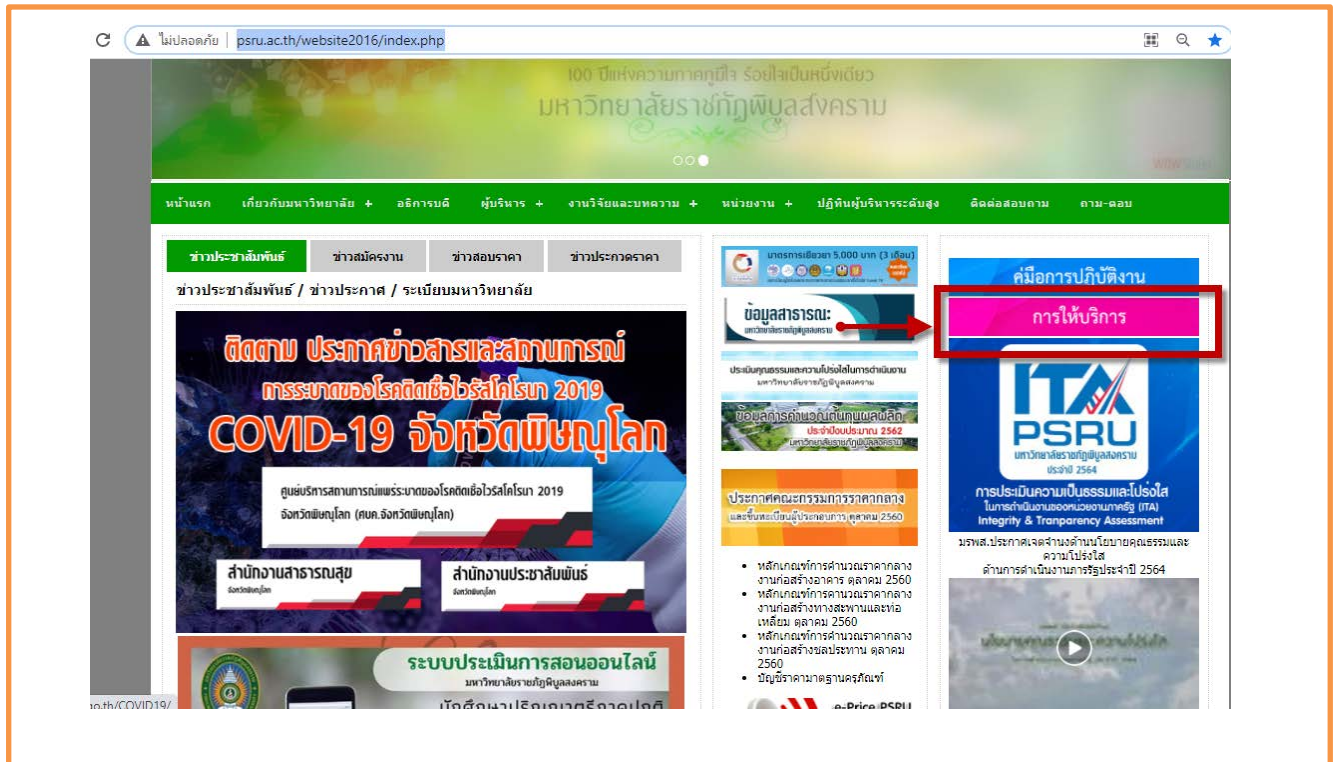 ไม่ปลอดภัย
psru.ac.th/website2016/index.php
100 ปีแห่งความภาคภูมิใจ ร้อยใจเป็นหนึ่งเดียว
มหาวิทยาลัยราชภัฏพิบูลสงคราม
หน้าแรก เกี่ยวกับมหาวิทยาลัย + อธิการบดี ผู้บริหาร + งานวิจัยและบทความ + หน่วยงาน + ปฏิทินผู้บริหารระดับสูง ติดต่อสอบถาม ถาม-ตอบ
ข่าวประชาสัมพันธ์ ข่าวสมัครงาน ข่าวสอบราคา ข่าวประกวดราคา
ข่าวประชาสัมพันธ์ / ข่าวประกาศ / ระเบียบมหาวิทยาลัย
ติดตาม ประกาศข่าวสารและสถานการณ์
การระบาดของโรคติดเชื้อไวรัสโคโรนา 2019
COVID-19 จังหวัดพิษณุโลก
ศูนย์บริหารสถานการณ์แพร่ระบาดของโรคติดเชื้อไวรัสโคโรนา 2019
จังหวัดพิษณุโลก (ศบค.จังหวัดพิษณุโลก)
สำนักงานสาธารณสุข
จังหวัดพิษณุโลก
สำนักงานประชาสัมพันธ์
จังหวัดพิษณุโลก
ระบบประเมินการสอนออนไลน์
มหาวิทยาลัยราชภัฏพิบูลสงคราม
นักศึกษาปริญญาตรีภาคปกติ
มาตรการเยียวยา 5,000 บาท (3 เดือน)
ข้อมูลสาธารณะ
มหาวิทยาลัยราชภัฏพิบูลสงคราม
ประเมินคุณธรรมและความโปร่งใสในการดำเนินงาน
มหาวิทยาลัยราชภัฏพิบูลสงคราม
ข้อมูลการคำนวณต้นทุนผลผลิต
ประจำปีงบประมาณ 2562
มหาวิทยาลัยราชภัฏพิบูลสงคราม
ประกาศคณะกรรมการราคากลาง
และขึ้นทะเบียนผู้ประกอบการ ตุลาคม 2560
• หลักเกณฑ์การคำนวณราคากลาง
งานก่อสร้างอาคาร ตุลาคม 2560
• หลักเกณฑ์การคำนวณราคากลาง
งานก่อสร้างทางสะพานและท่อ
เหลี่ยม ตุลาคม 2560
• หลักเกณฑ์การคำนวณราคากลาง
งานก่อสร้างชลประทาน ตุลาคม
2560
• บัญชีราคามาตรฐานครุภัณฑ์
e-Price PSRU
คู่มือการปฏิบัติงาน
การให้บริการ
ITA
PSRU
มหาวิทยาลัยราชภัฏพิบูลสงคราม
ประจำปี 2564
การประเมินความเป็นธรรมและโปร่งใส
ในการดำเนินงานของหน่วยงานภาครัฐ (ITA)
Integrity & Tranparency Assessment
มรพส.ประกาศเจตจำนงด้านนโยบายคุณธรรมและ
ความโปร่งใส
ด้านการดำเนินงานภารรัฐประจำปี 2564